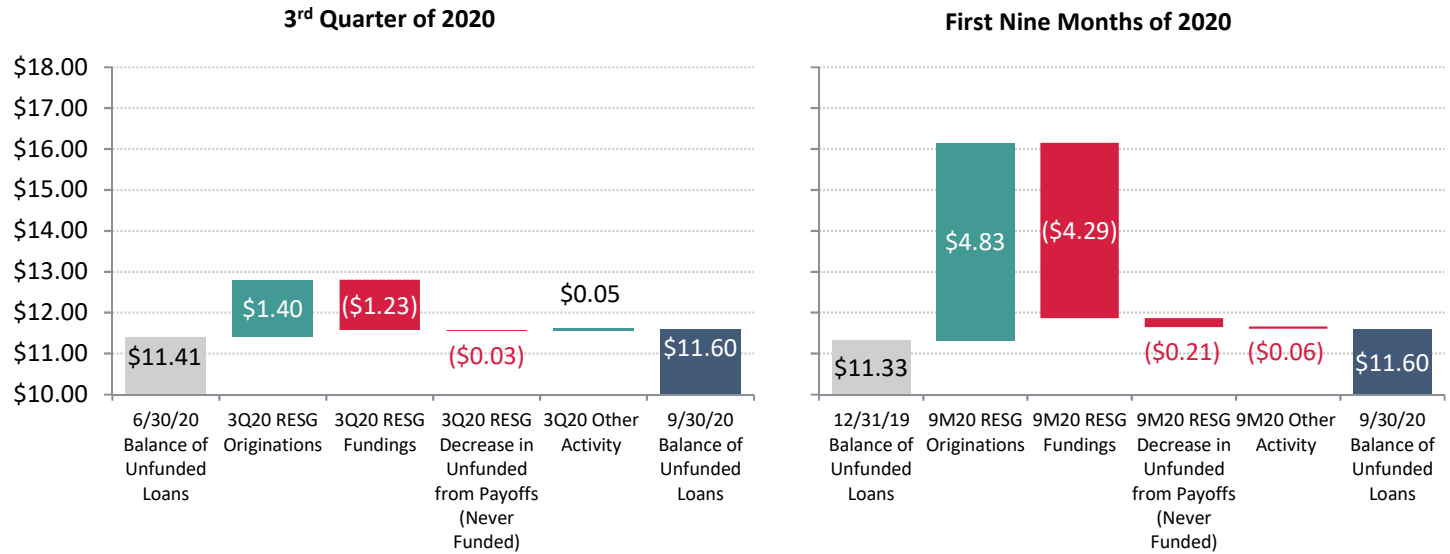 3rd Quarter of 2020
$18.00
$17.00
$16.00
$15.00
$14.00
$13.00
$12.00
$11.00
$10.00
$11.41
$1.40
($1.23)
($0.03)
$0.05
$11.60
6/30/20
Balance of
Unfunded
Loans
3Q20 RESG
Originations
3Q20 RESG
Fundings
3Q20 RESG
Decrease in
Unfunded
from Payoffs
(Never
Funded)
3Q20 Other
Activity
9/30/20
Balance of
Unfunded
Loans
First Nine Months of 2020
$11.33
$4.83
($4.29)
($0.21)
($0.06)
$11.60
12/31/19
Balance of
Unfunded
Loans
9M20 RESG
Originations
9M20 RESG
Fundings
9M20 RESG
Decrease in
Unfunded
from Payoffs
(Never
Funded)
9M20 Other
Activity
9/30/20
Balance of
Unfunded
Loans